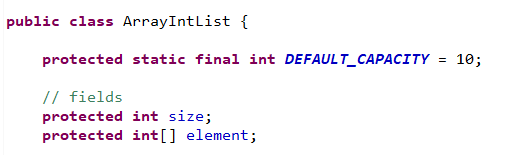 public class ArrayIntList {
protected static final int DEFAULT_CAPACITY = 10;
// fields
protected int size;
protected int[] element;